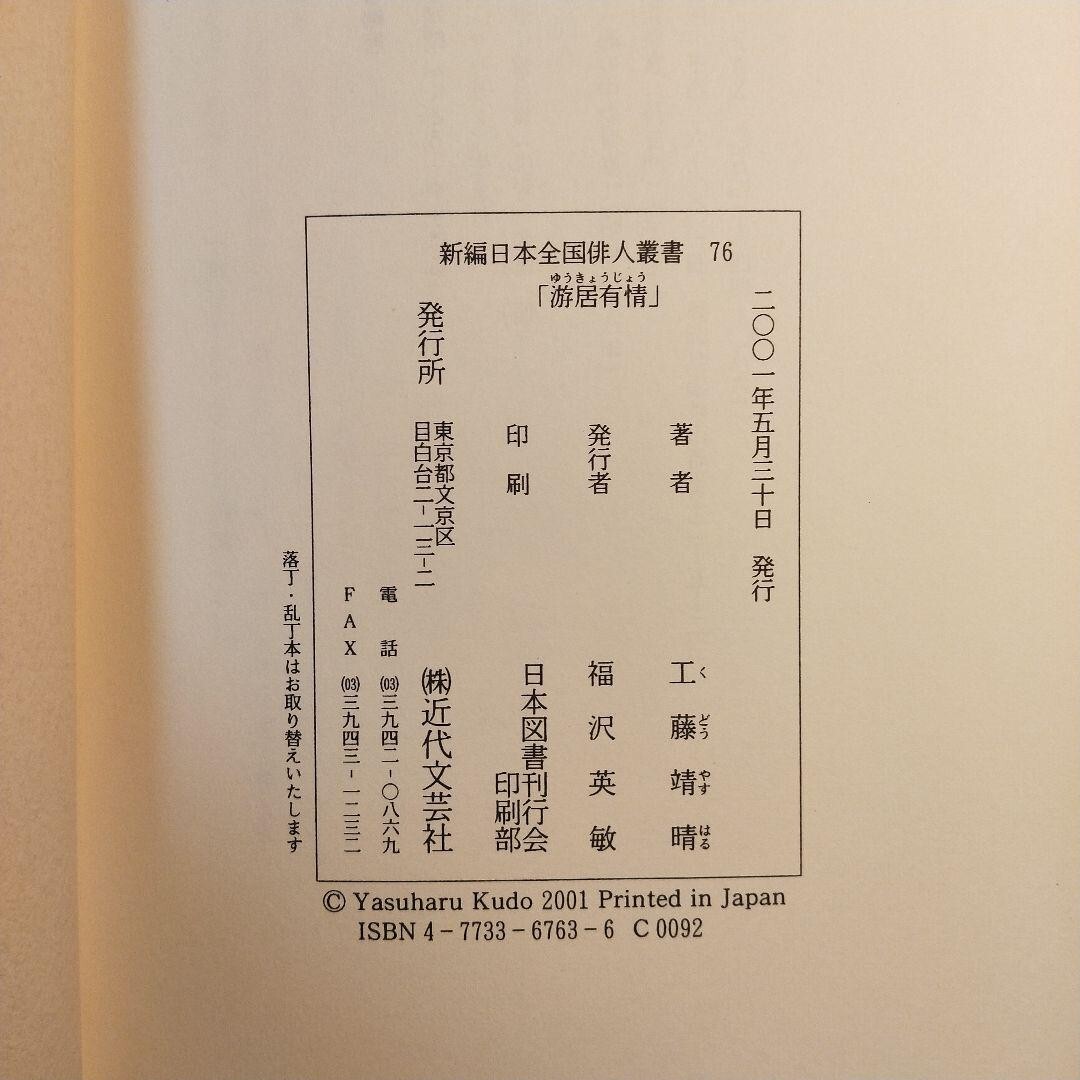 新編日本全国俳人叢書 76
ゆうきょうじょう
「游居有情」
二〇〇一年五月三十日 発行
著者 工藤靖晴
くどうやすはる
発行者 福沢英敏
印刷 日本図書刊行会
印刷部
発行所
東京都文京区
目白台二-一三-二
㈱近代文芸社
電話 (03)三九四二-〇八六九
FAX (03)三九四三-一二三二
落丁・乱丁本はお取り替えいたします
© Yasuharu Kudo 2001 Printed in Japan
ISBN 4-7733-6763-6 C 0092